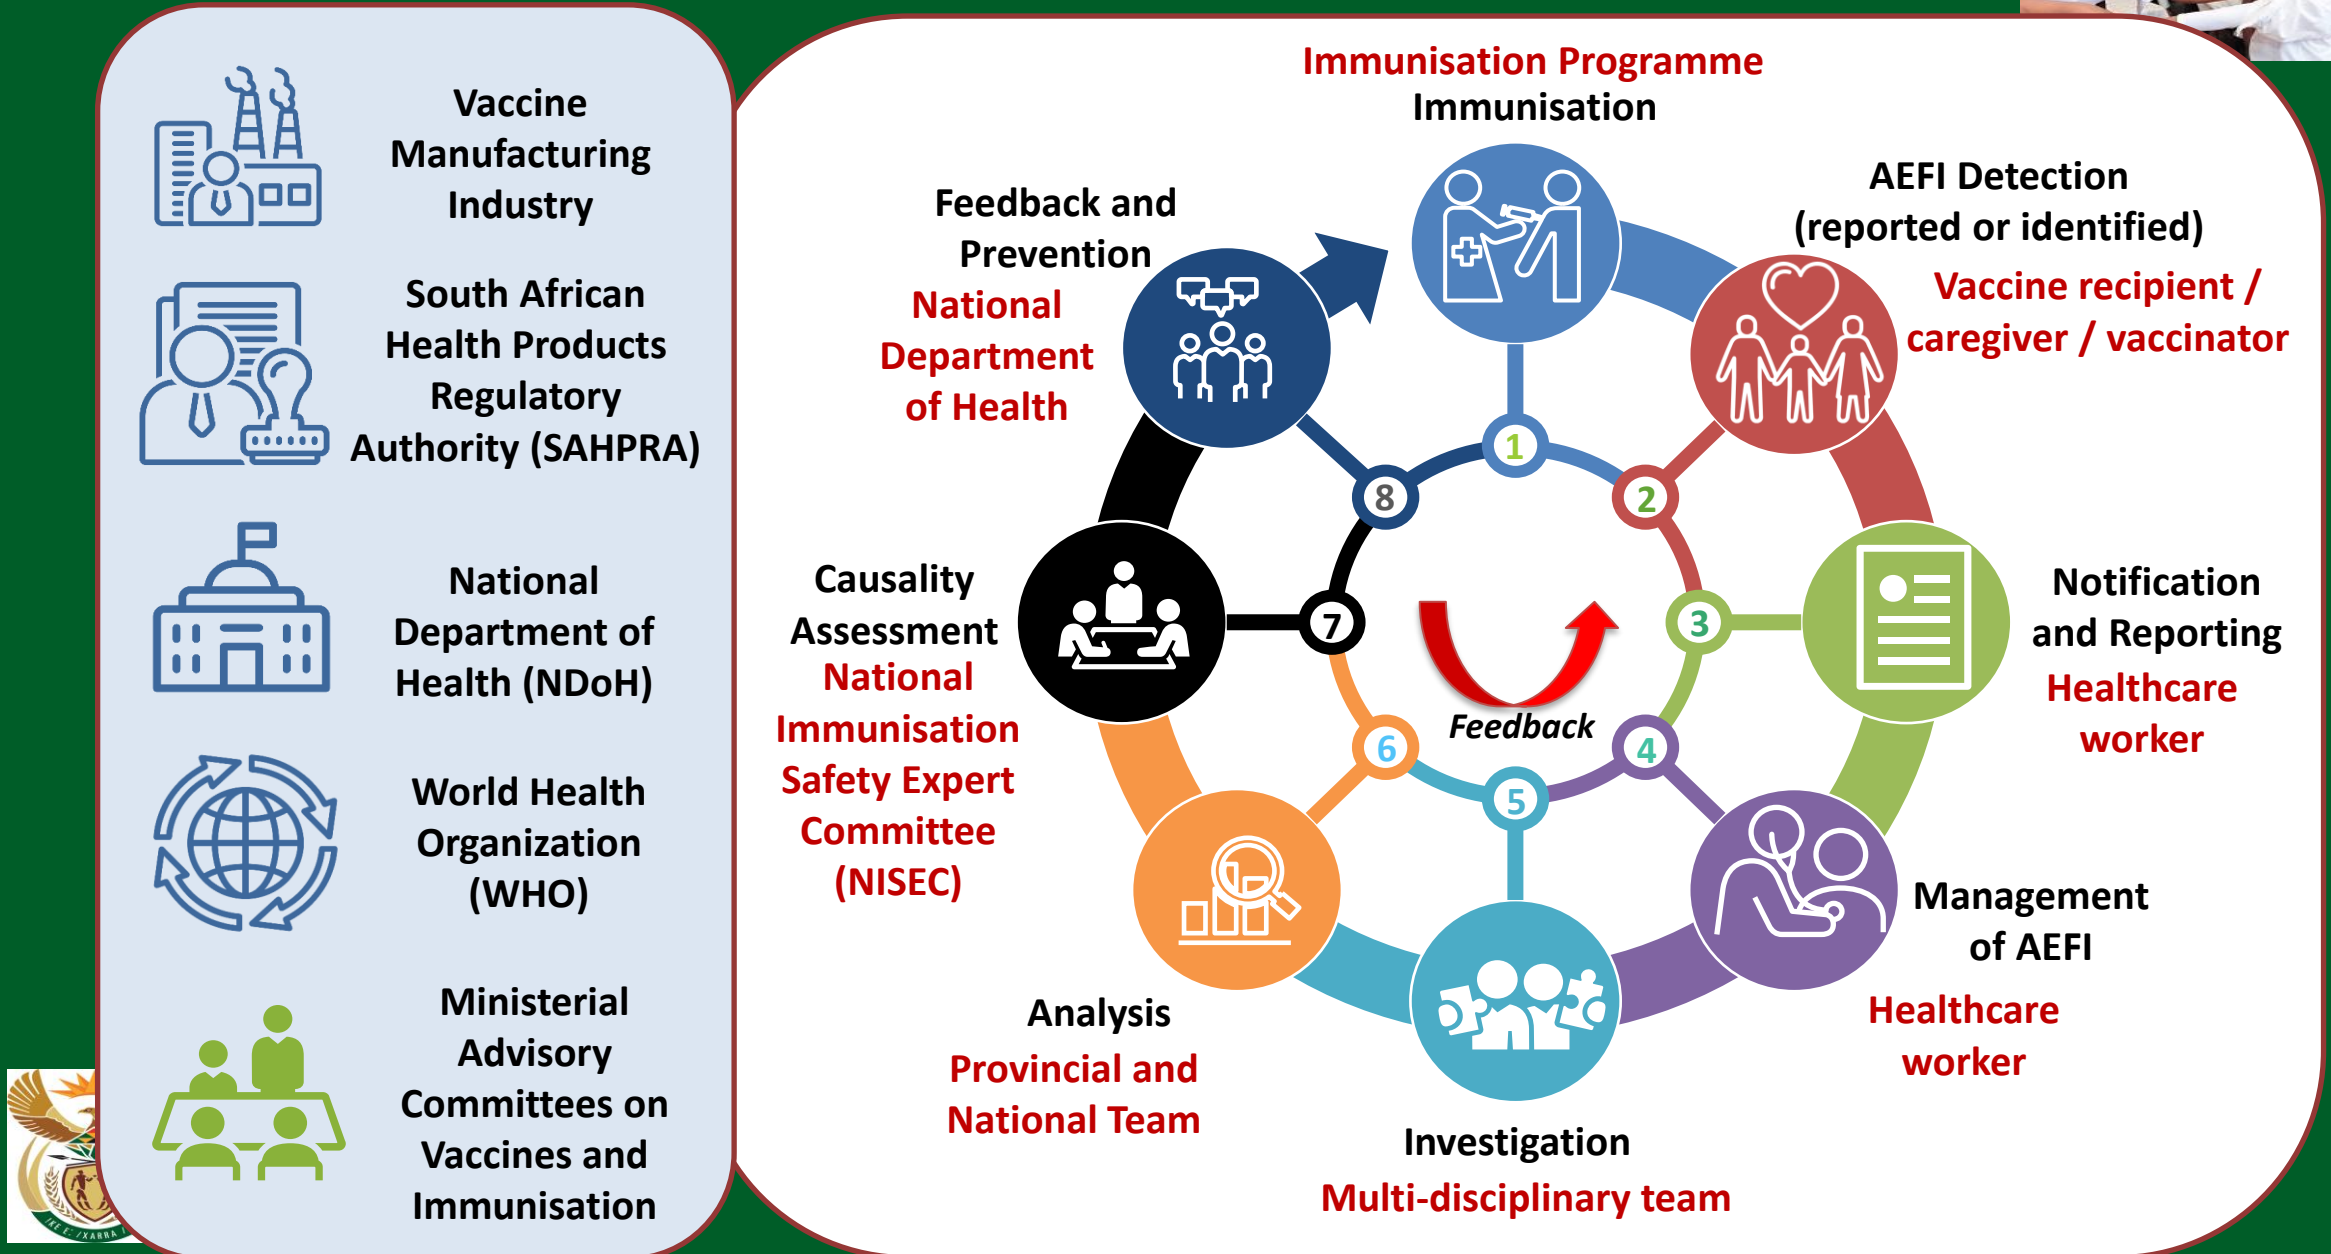 Vaccine
Manufacturing
Industry
South African
Health Products
Regulatory
Authority (SAHPRA)
National
Department of
Health (NDoH)
World Health
Organization
(WHO)
Ministerial
Advisory
Committees on
Vaccines and
Immunisation
Immunisation Programme
Immunisation
AEFI Detection
(reported or identified)
Vaccine recipient /
caregiver / vaccinator
Notification
and Reporting
Healthcare
worker
Management
of AEFI
Healthcare
worker
Investigation
Multi-disciplinary team
Analysis
Provincial and
National Team
Causality
Assessment
National
Immunisation
Safety Expert
Committee
(NISEC)
Feedback and
Prevention
National
Department
of Health
1
2
3
4
5
6
7
8
Feedback
!KE E: /XARRA